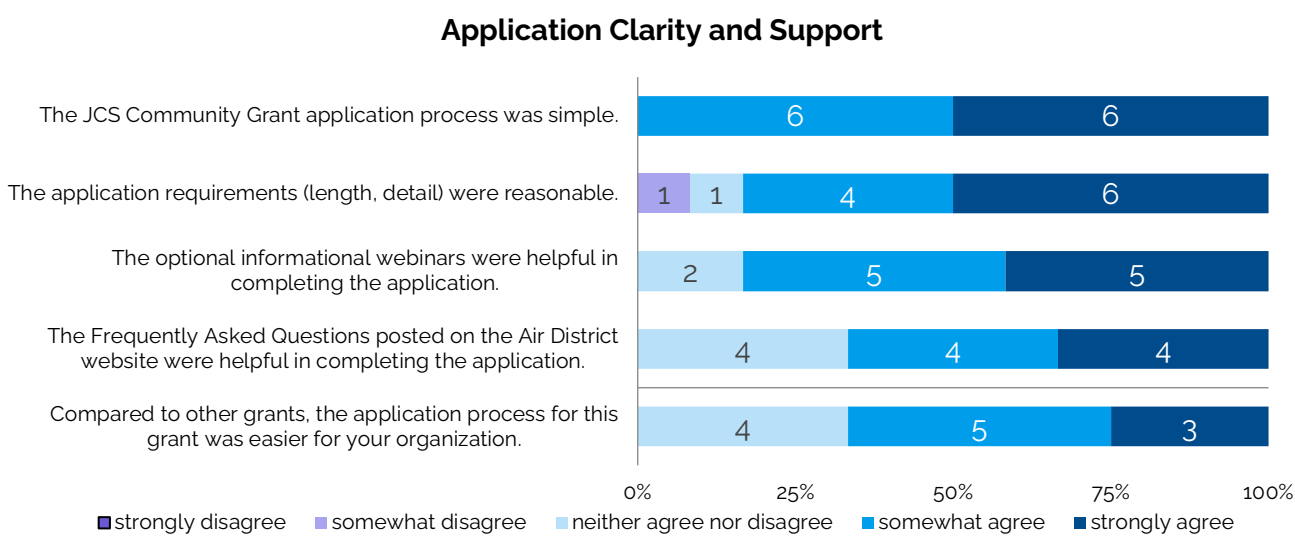 Application Clarity and Support
The JCS Community Grant application process was simple.
6 6
The application requirements (length, detail) were reasonable.
1 1 4 6
The optional informational webinars were helpful in
completing the application.
2 5 5
The Frequently Asked Questions posted on the Air District
website were helpful in completing the application.
4 4 4
Compared to other grants, the application process for this
grant was easier for your organization.
4 5 3
0% 25% 50% 75% 100%
strongly disagree somewhat disagree neither agree nor disagree somewhat agree strongly agree